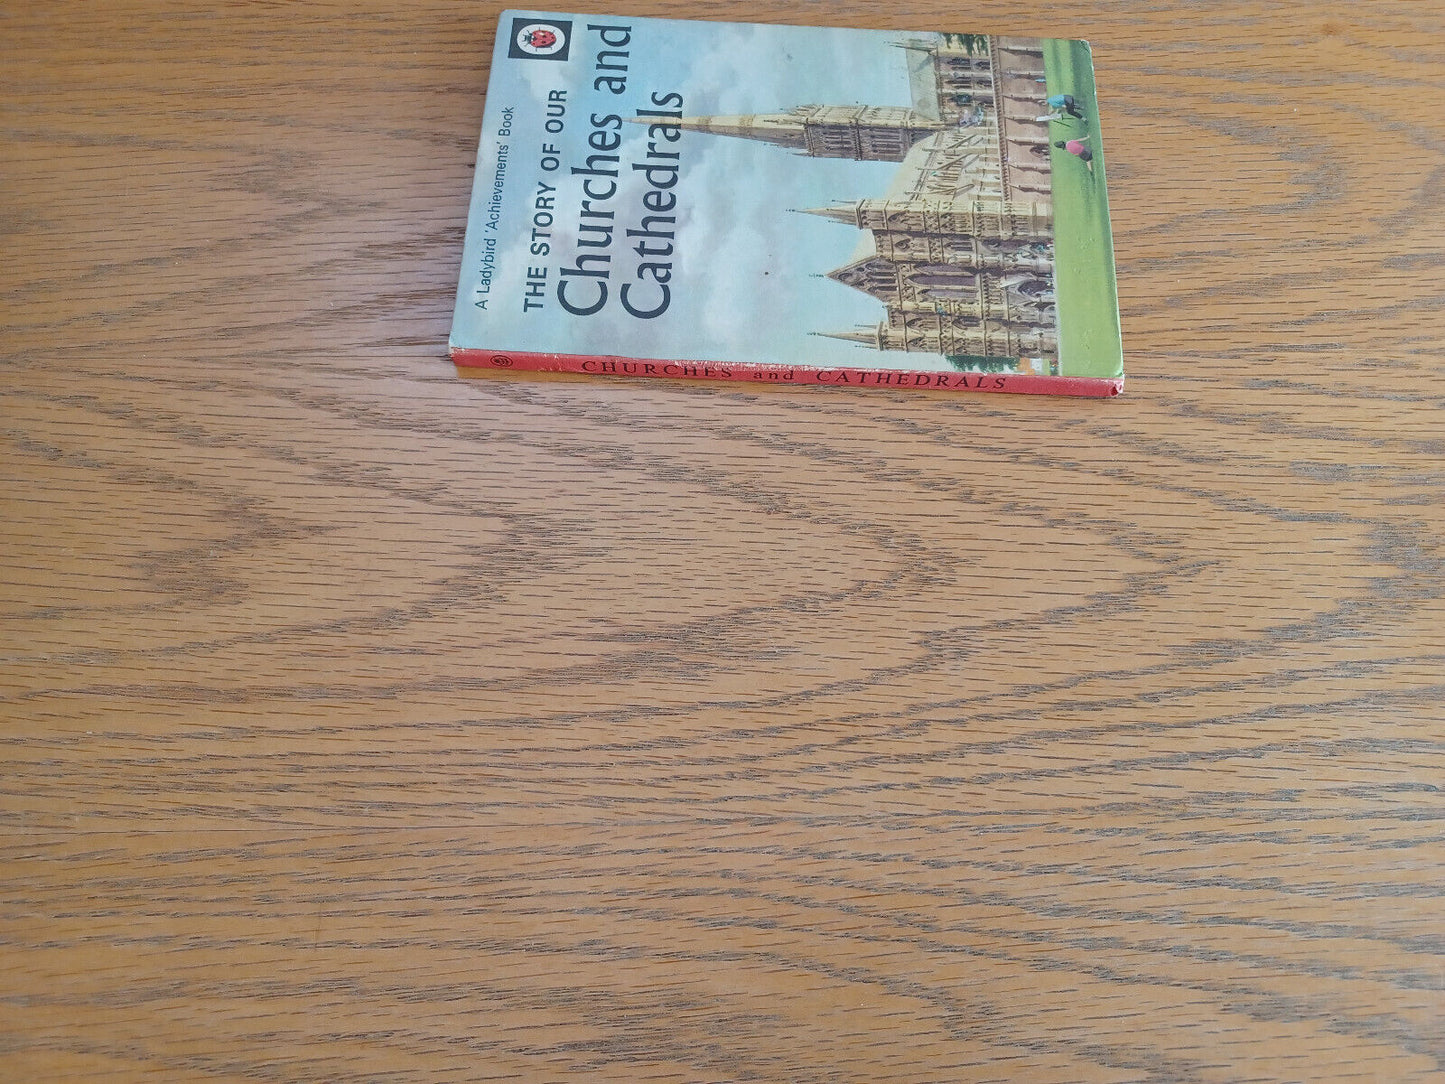 A Ladybird 'Achievements' Book
THE STORY OF OUR
Churches and
Cathedrals
CHURCHES and CATHEDRALS